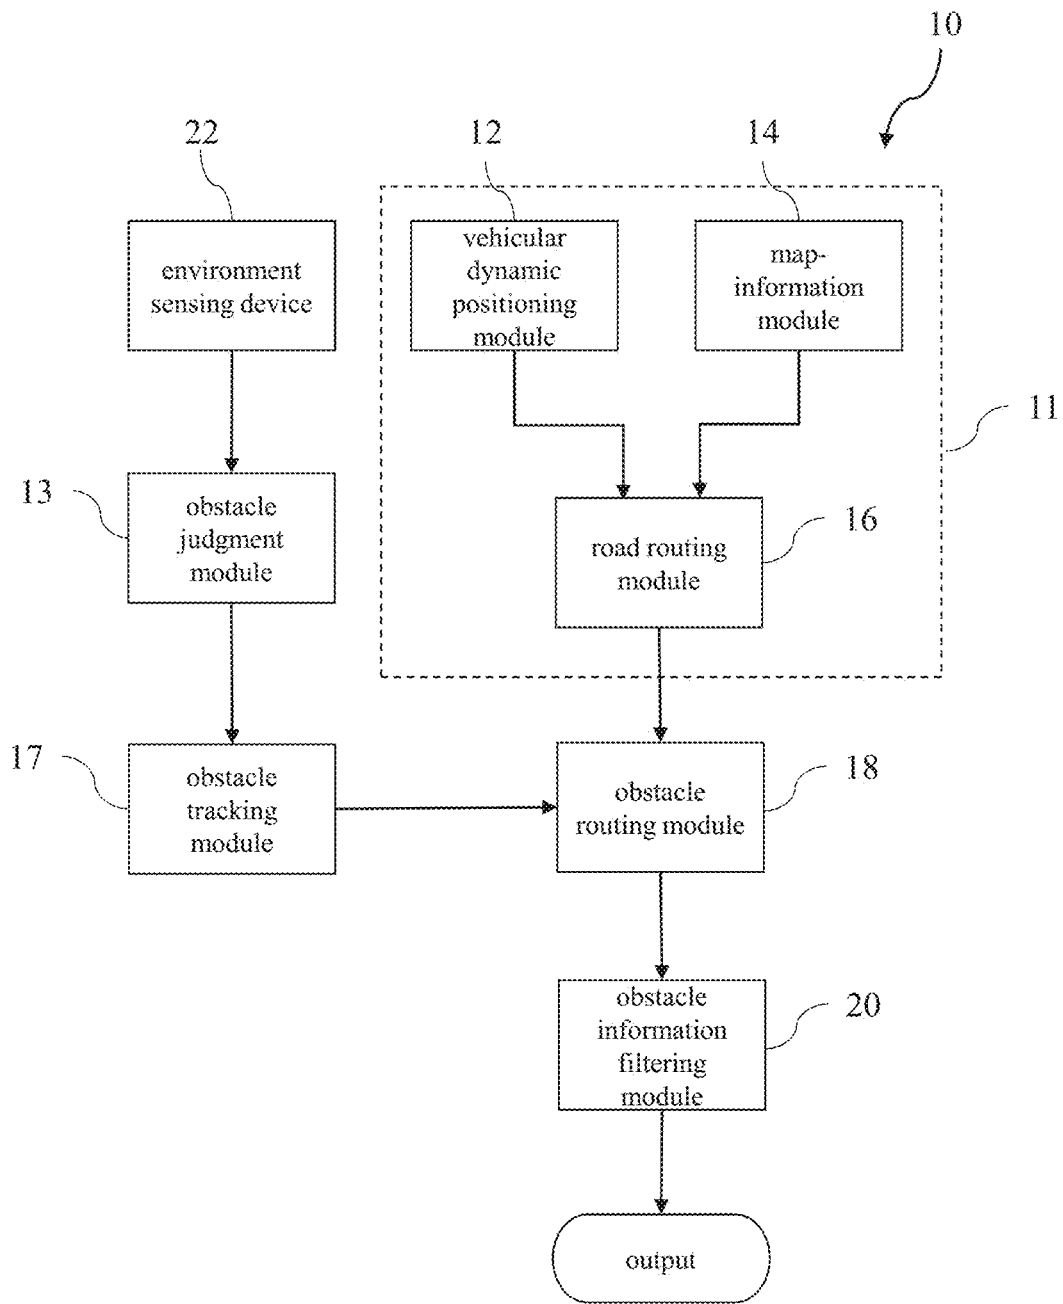 10
22
12
14
environment
sensing device
vehicular
dynamic
positioning
module
map-
information
module
11
13
obstacle
judgment
module
16
road routing
module
17
obstacle
tracking
module
18
obstacle
routing module
20
obstacle
information
filtering
module
output